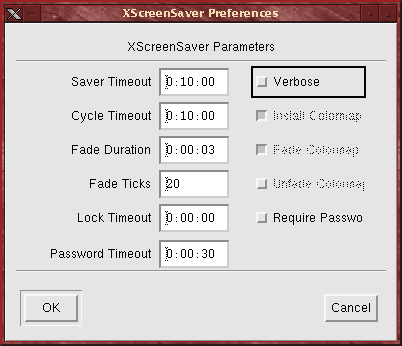 XScreenSaver Preferences
XScreenSaver Parameters
Saver Timeout 0:10:00 Verbose
Cycle Timeout 0:10:00 Install Colormap
Fade Duration 0:00:03 Fade Colormap
Fade Ticks 20 Unfade Colormap
Lock Timeout 0:00:00 Require Passwo
Password Timeout 0:00:30
OK Cancel